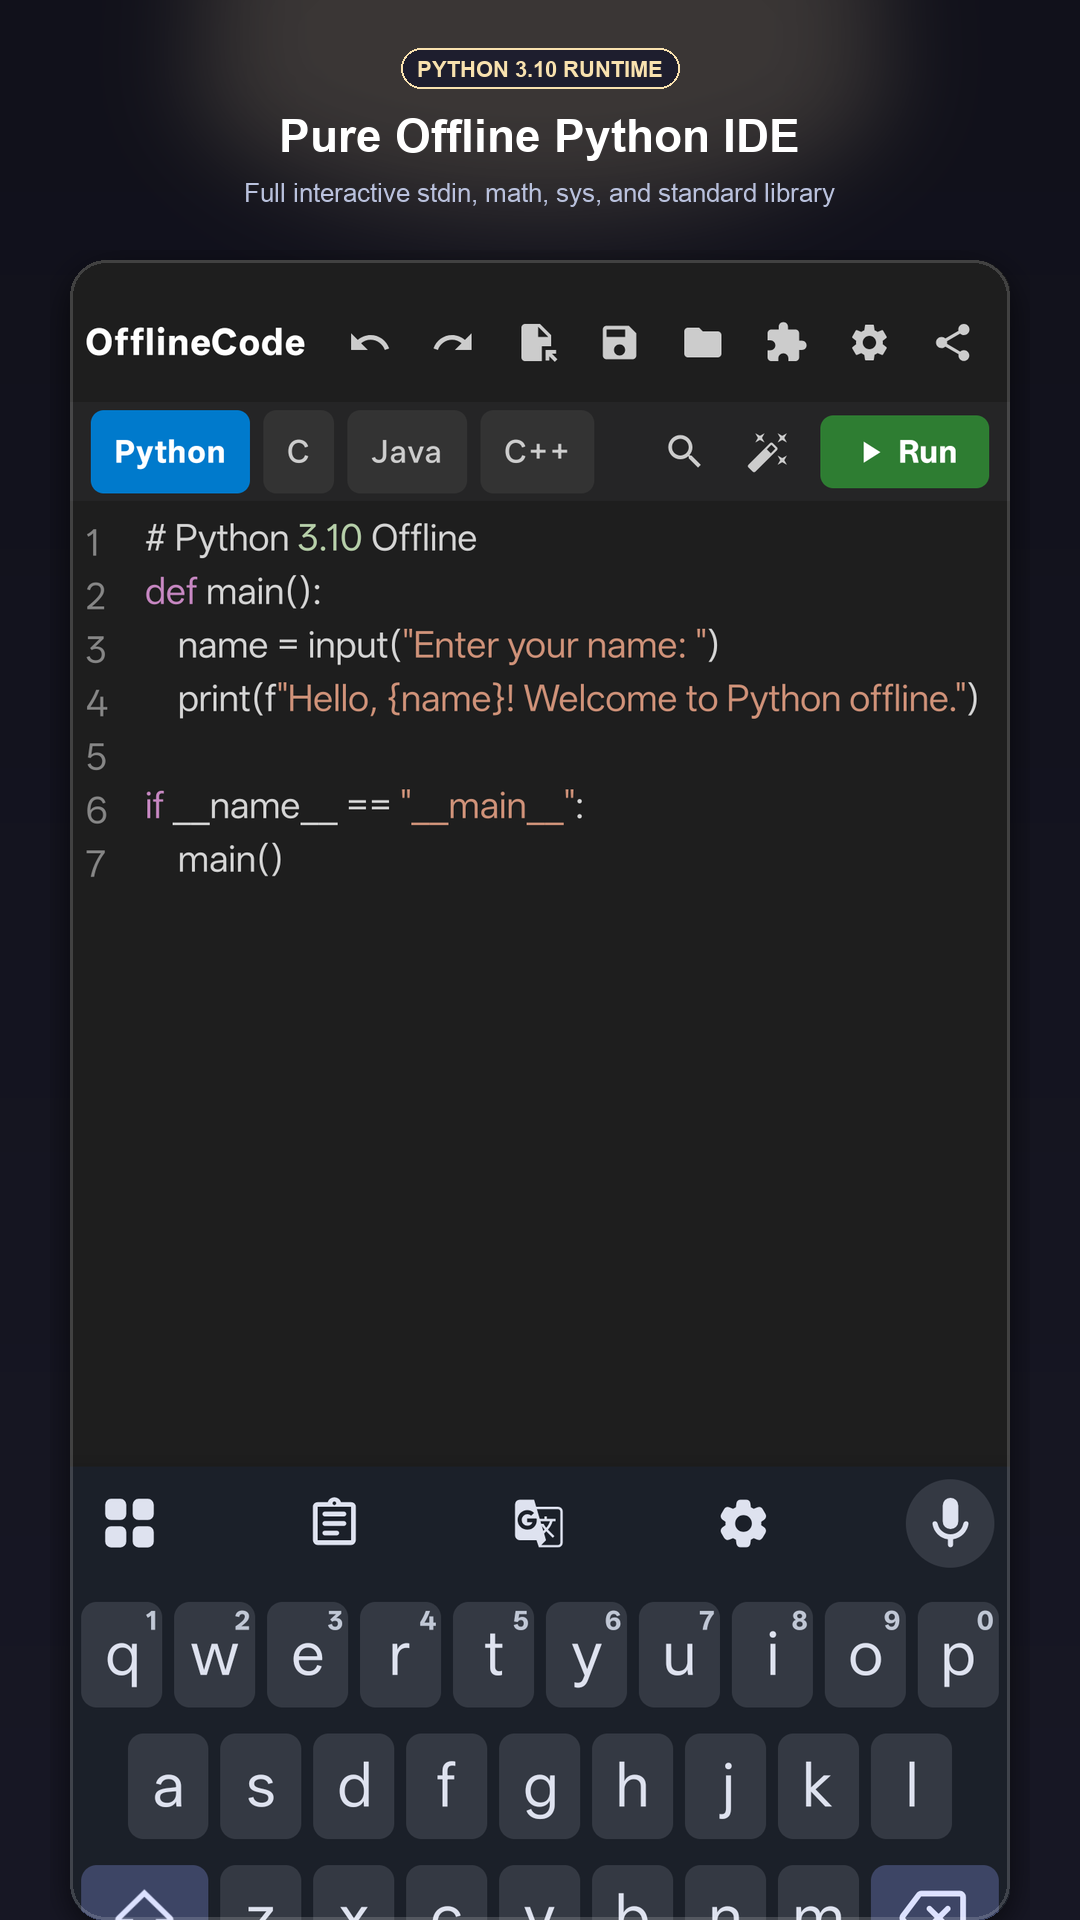 PYTHON 3.10 RUNTIME
Pure Offline Python IDE
Full interactive stdin, math, sys, and standard library
OfflineCode
Python C Java C++ Run
1 # Python 3.10 Offline
2 def main():
3     name = input("Enter your name: ")
4     print(f"Hello, {name}! Welcome to Python offline.")
5
6 if __name__ == "__main__":
7     main()
G 文
1 2 3 4 5 6 7 8 9 0
q w e r t y u i o p
a s d f g h j k l
z x c v b n m